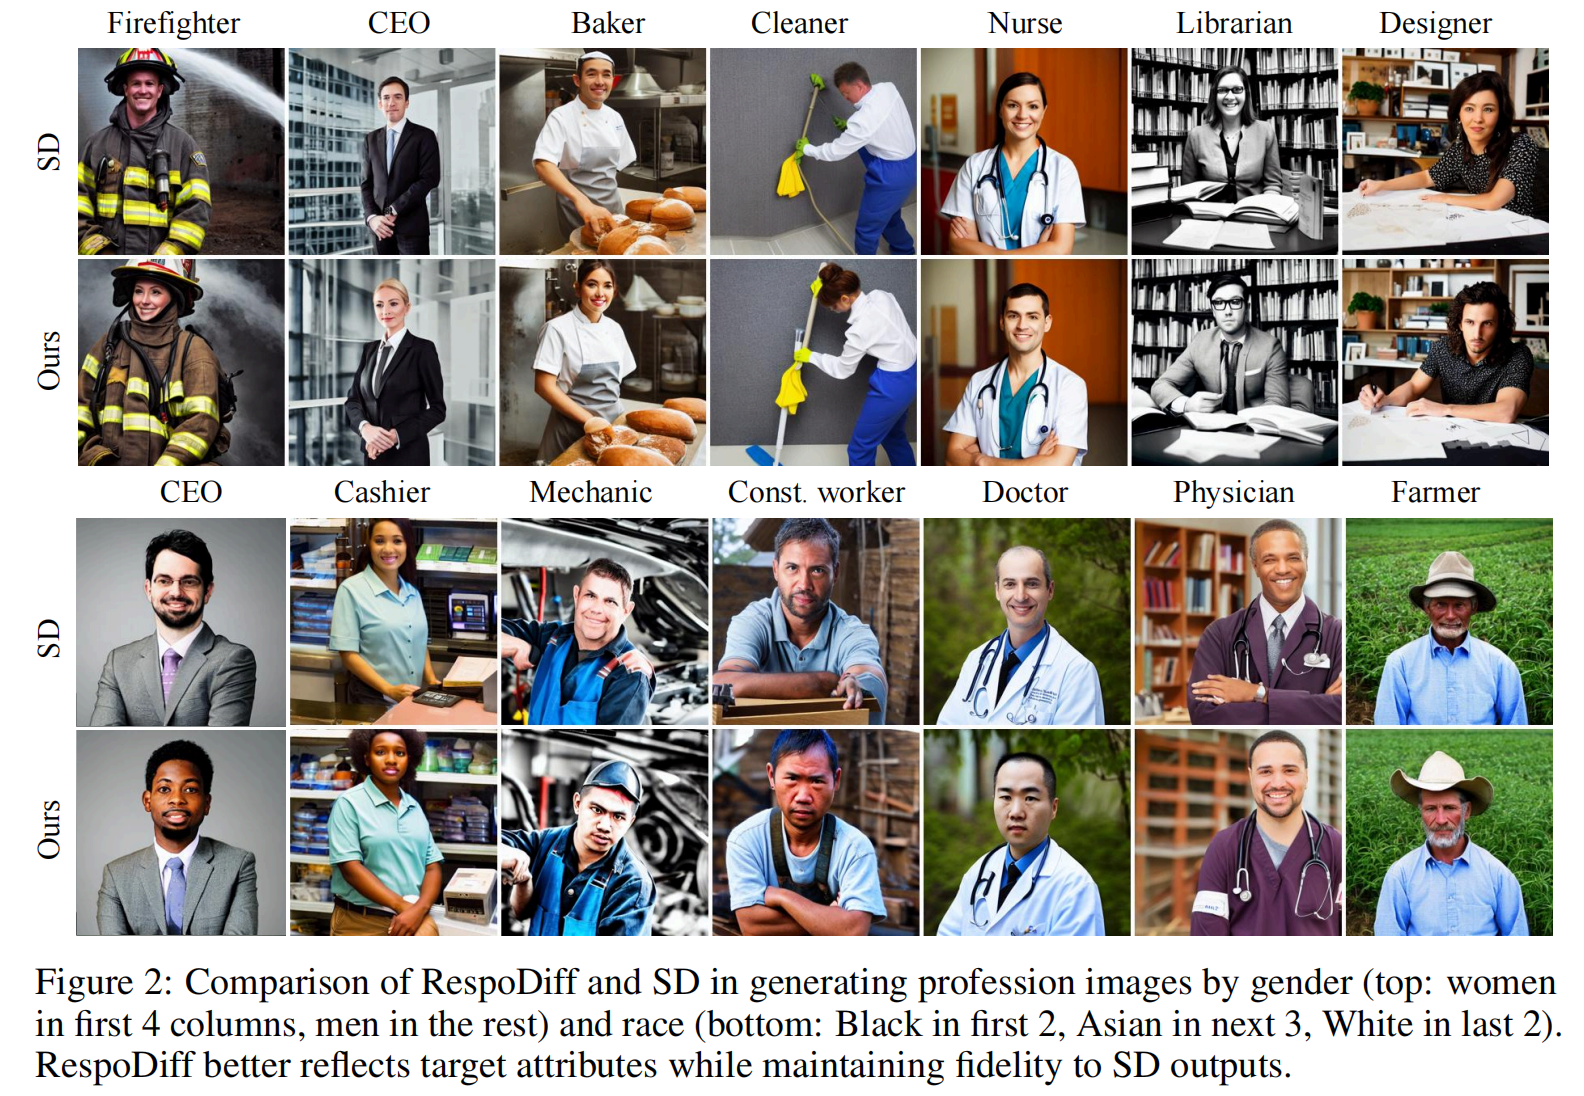 Firefighter CEO Baker Cleaner Nurse Librarian Designer
SD
Ours
CEO Cashier Mechanic Const. worker Doctor Physician Farmer
SD
Ours
Figure 2: Comparison of RespoDiff and SD in generating profession images by gender (top: women
in first 4 columns, men in the rest) and race (bottom: Black in first 2, Asian in next 3, White in last 2).
RespoDiff better reflects target attributes while maintaining fidelity to SD outputs.